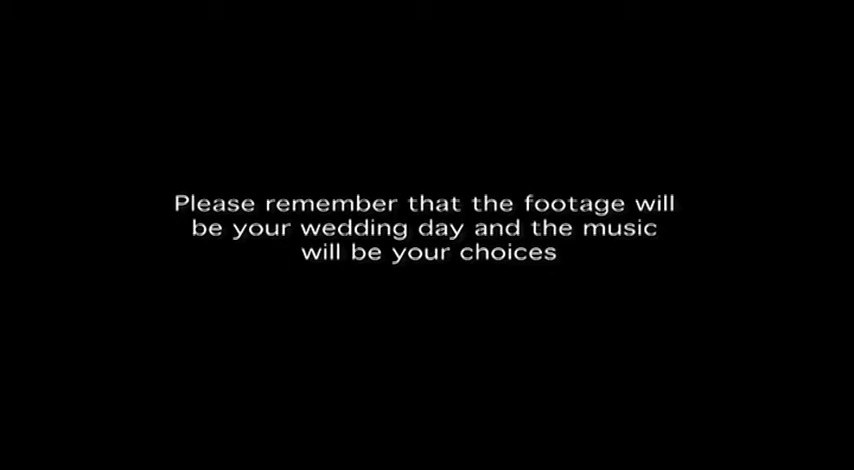 Please remember that the footage will
be your wedding day and the music
will be your choices